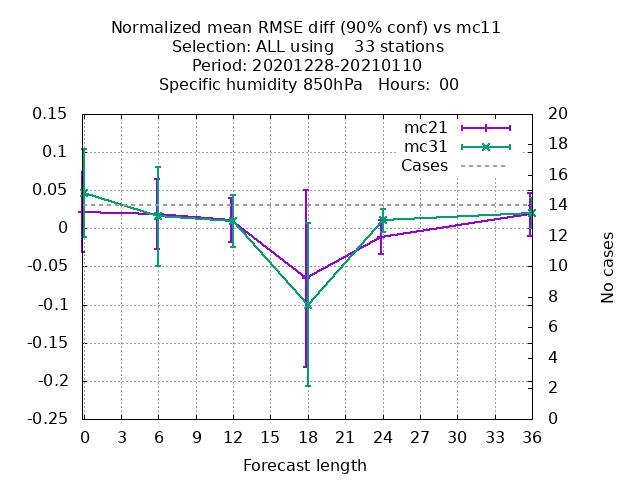 Normalized mean RMSE diff (90% conf) vs mc11
Selection: ALL using    33 stations
Period: 20201228-20210110
Specific humidity 850hPa   Hours:  00
mc21
mc31
Cases
0.15
0.1
0.05
0
-0.05
-0.1
-0.15
-0.2
-0.25
20
18
16
14
12
10
8
6
4
2
0
No cases
0 3 6 9 12 15 18 21 24 27 30 33 36
Forecast length